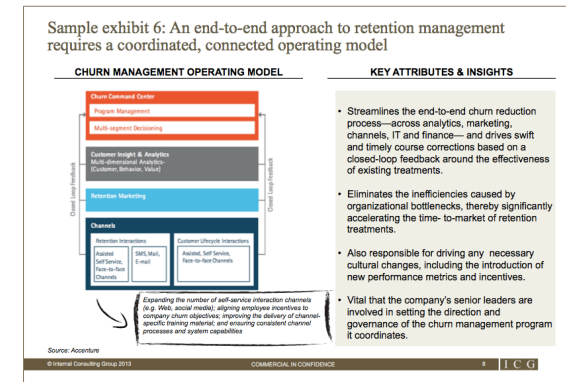 Sample exhibit 6: An end-to-end approach to retention management
requires a coordinated, connected operating model
CHURN MANAGEMENT OPERATING MODEL
Churn Command Center
Program Management
Multi-segment Decisioning
Customer Insight & Analytics
Multi-dimensional Analytics-
(Customer, Behavior, Value)
Retention Marketing
Channels
Retention Interactions
Assisted
Self Service,
Face-to-face
Channels
SMS, Mail,
E-mail
Customer Lifecycle Interactions
Assisted, Self Service,
Face-to-face Channels
Closed Loop Feedback
Closed Loop Feedback
Expanding the number of self-service interaction channels
(e.g. Web, social media); aligning employee incentives to
company churn objectives; improving the delivery of channel-
specific training material; and ensuring consistent channel
processes and system capabilities
KEY ATTRIBUTES & INSIGHTS
• Streamlines the end-to-end churn reduction
process—across analytics, marketing,
channels, IT and finance— and drives swift
and timely course corrections based on a
closed-loop feedback around the effectiveness
of existing treatments.
• Eliminates the inefficiencies caused by
organizational bottlenecks, thereby significantly
accelerating the time- to-market of retention
treatments.
• Also responsible for driving any necessary
cultural changes, including the introduction of
new performance metrics and incentives.
• Vital that the company's senior leaders are
involved in setting the direction and
governance of the churn management program
it coordinates.
Source: Accenture
© Internal Consulting Group 2013
COMMERCIAL IN CONFIDENCE
8
ICG